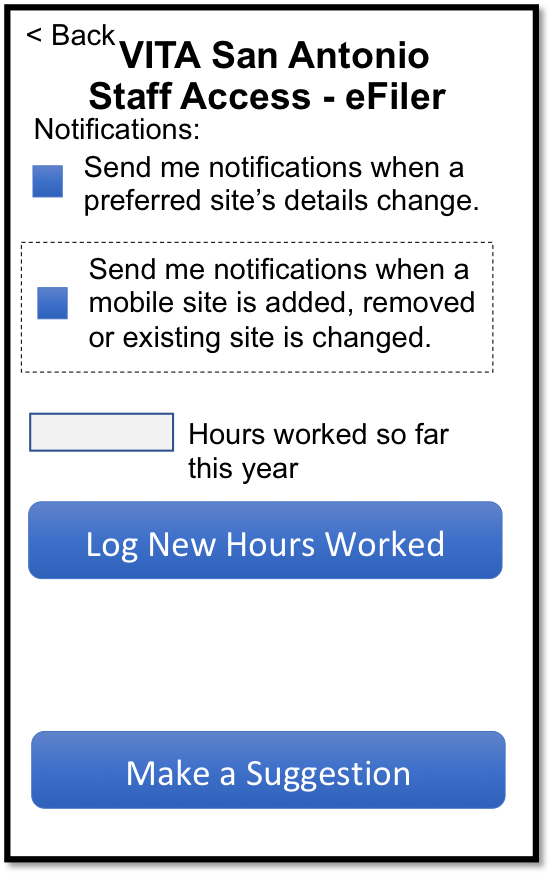 < Back
VITA San Antonio
Staff Access - eFiler
Notifications:
Send me notifications when a
preferred site’s details change.
Send me notifications when a
mobile site is added, removed
or existing site is changed.
Hours worked so far
this year
Log New Hours Worked
Make a Suggestion